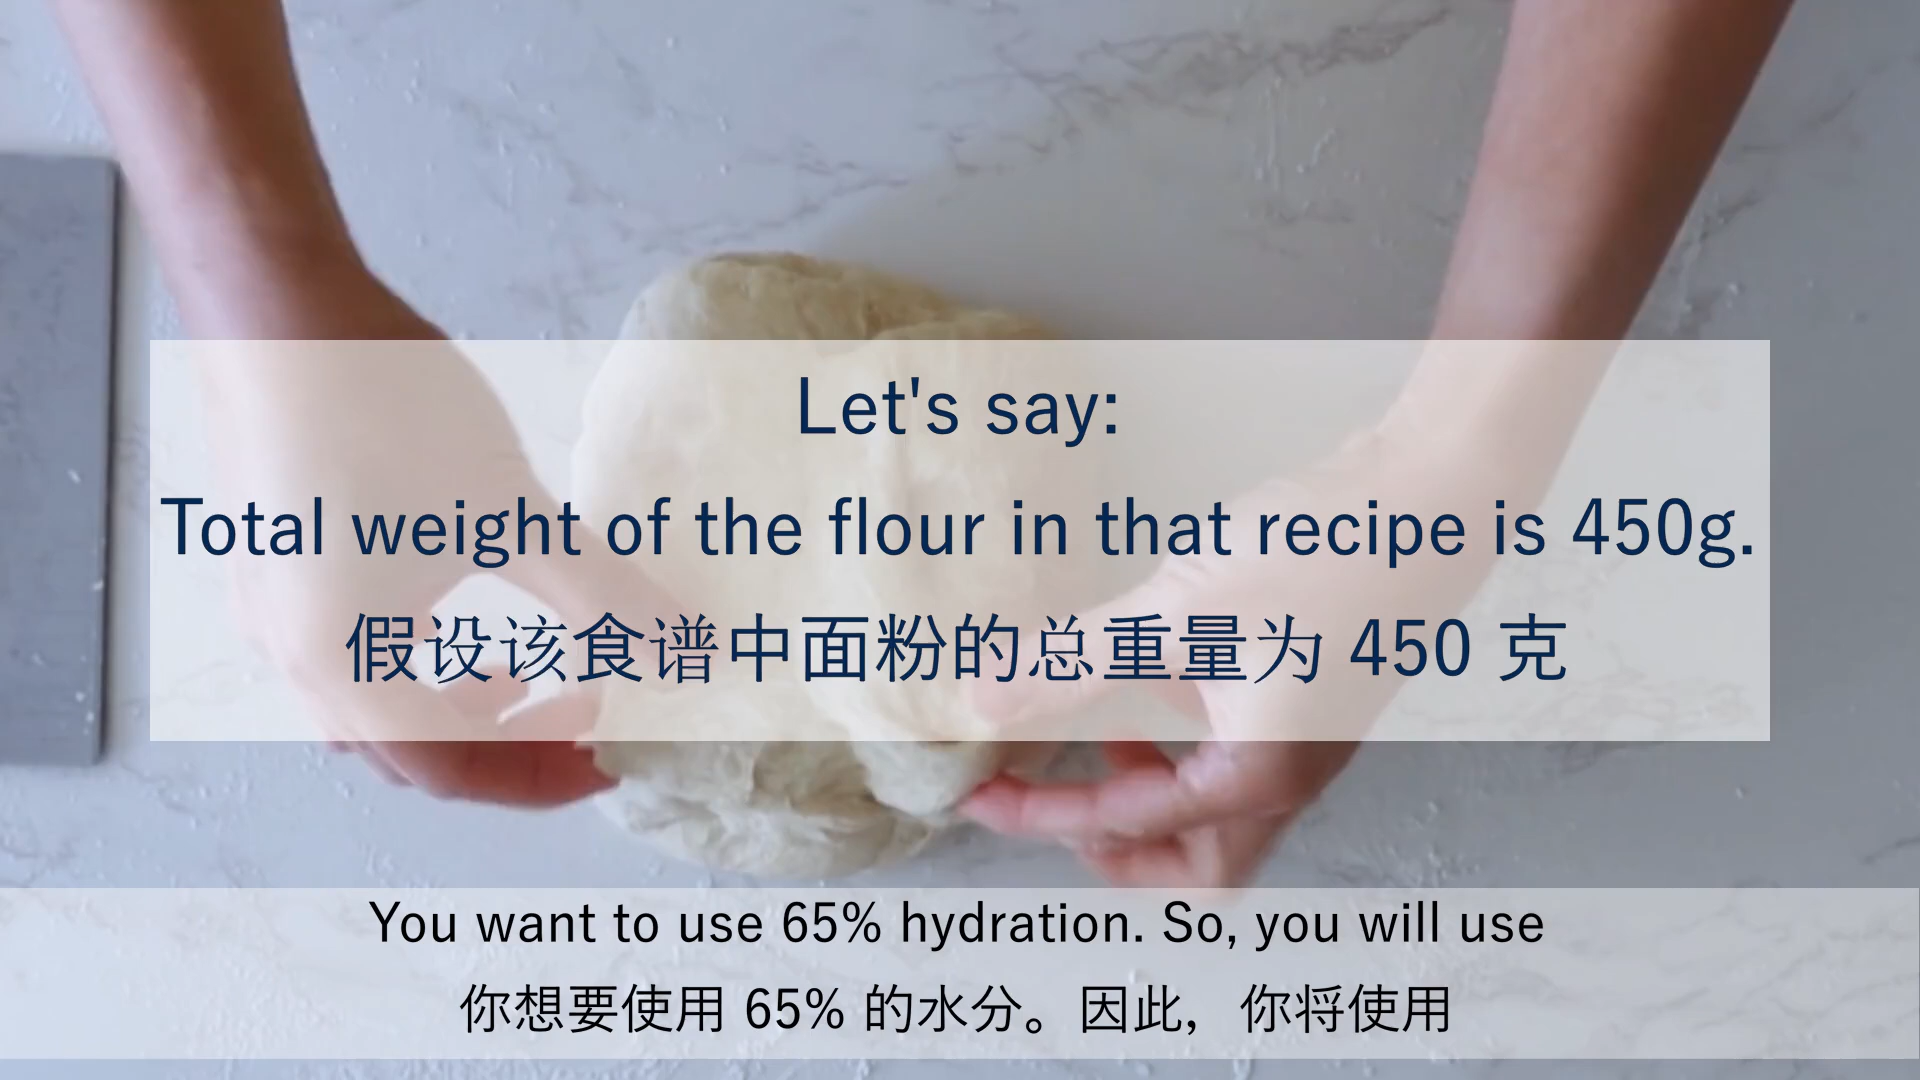 Let's say:
Total weight of the flour in that recipe is 450g.
假设该食谱中面粉的总重量为 450 克
You want to use 65% hydration. So, you will use
你想要使用 65% 的水分。因此，你将使用